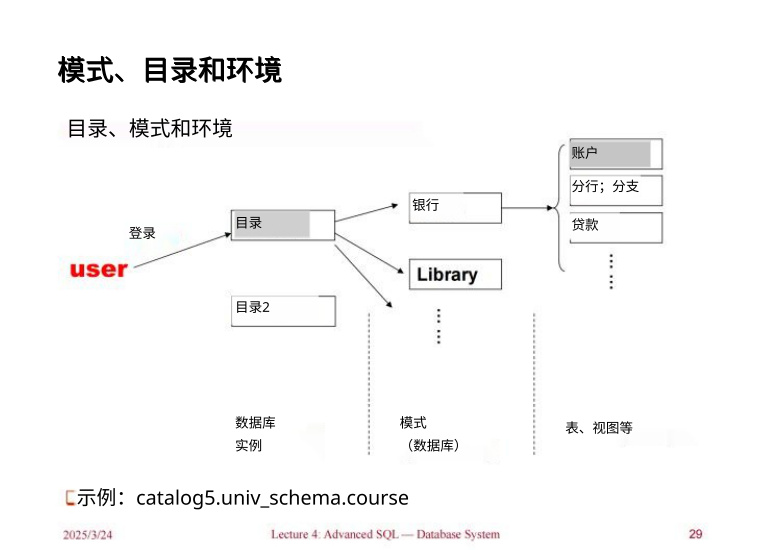 模式、目录和环境
目录、模式和环境
账户
分行；分支
银行
贷款
目录
登录
user
Library
目录2
数据库
实例
模式
（数据库）
表、视图等
示例：catalog5.univ_schema.course
2025/3/24
Lecture 4: Advanced SQL — Database System
29